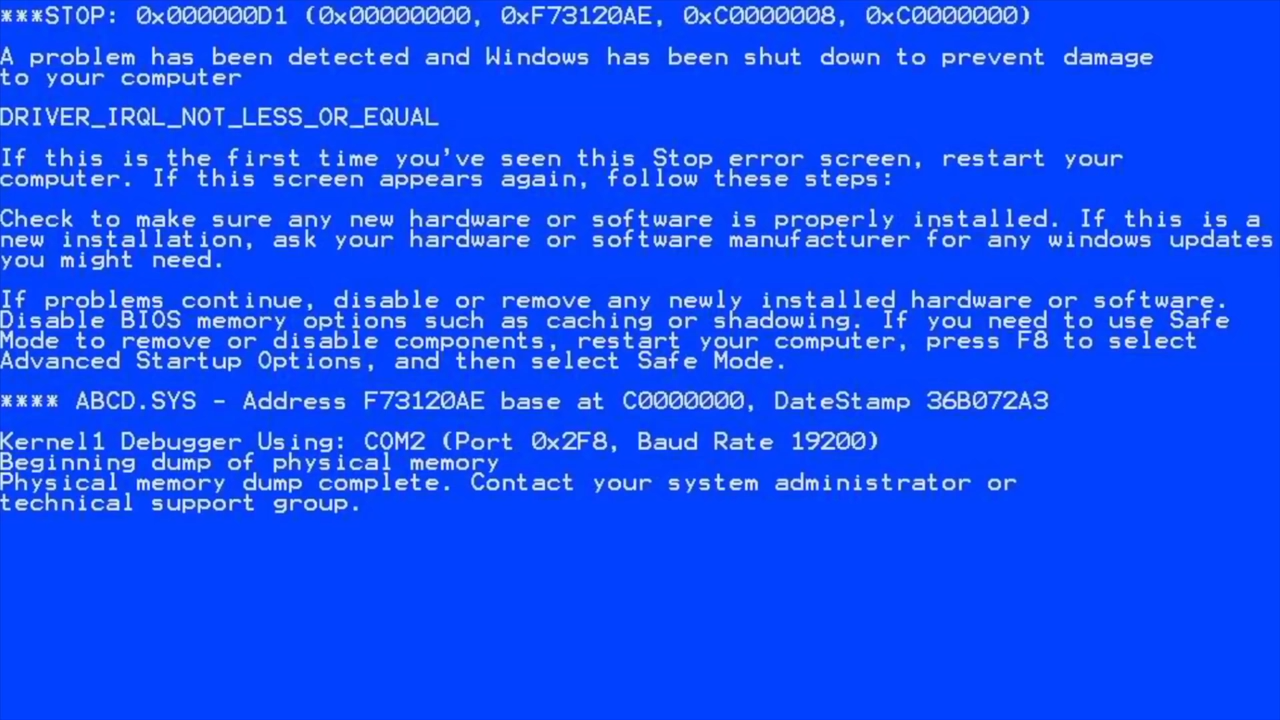 ***STOP: 0x000000D1 (0x00000000, 0xF73120AE, 0xC0000008, 0xC0000000)
A problem has been detected and Windows has been shut down to prevent damage
to your computer
DRIVER_IRQL_NOT_LESS_OR_EQUAL
If this is the first time you've seen this Stop error screen, restart your
computer. If this screen appears again, follow these steps:
Check to make sure any new hardware or software is properly installed. If this is a
new installation, ask your hardware or software manufacturer for any windows updates
you might need.
If problems continue, disable or remove any newly installed hardware or software.
Disable BIOS memory options such as caching or shadowing. If you need to use Safe
Mode to remove or disable components, restart your computer, press F8 to select
Advanced Startup Options, and then select Safe Mode.
**** ABCD.SYS - Address F73120AE base at C0000000, DateStamp 36B072A3
Kernel1 Debugger Using: COM2 (Port 0x2F8, Baud Rate 19200)
Beginning dump of physical memory
Physical memory dump complete. Contact your system administrator or
technical support group.